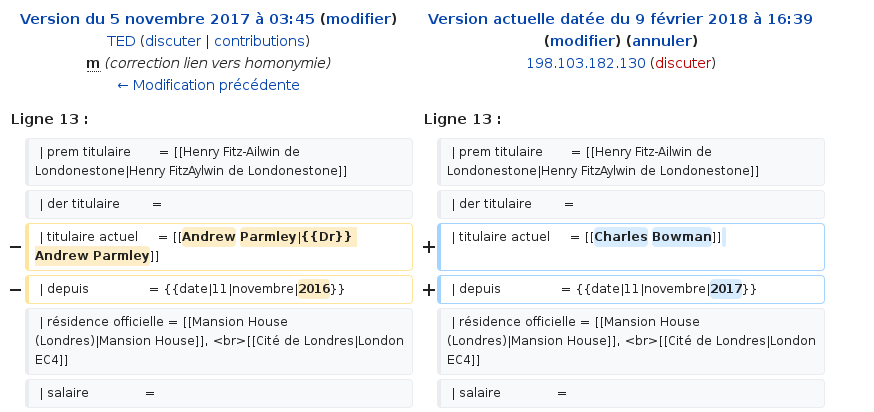 Version du 5 novembre 2017 à 03:45 (modifier)
TED (discuter | contributions)
m (correction lien vers homonymie)
← Modification précédente
Version actuelle datée du 9 février 2018 à 16:39
(modifier) (annuler)
198.103.182.130 (discuter)
Ligne 13 :
Ligne 13 :
| prem titulaire = [[Henry Fitz-Ailwin de
Londonestone|Henry FitzAylwin de Londonestone]]
| prem titulaire = [[Henry Fitz-Ailwin de
Londonestone|Henry FitzAylwin de Londonestone]]
| der titulaire =
| der titulaire =
− | titulaire actuel = [[Andrew Parmley|{{Dr}}
Andrew Parmley]]
+ | titulaire actuel = [[Charles Bowman]]
− | depuis = {{date|11|novembre|2016}}
+ | depuis = {{date|11|novembre|2017}}
| résidence officielle = [[Mansion House
(Londres)|Mansion House]], <br>[[Cité de Londres|London
EC4]]
| résidence officielle = [[Mansion House
(Londres)|Mansion House]], <br>[[Cité de Londres|London
EC4]]
| salaire =
| salaire =